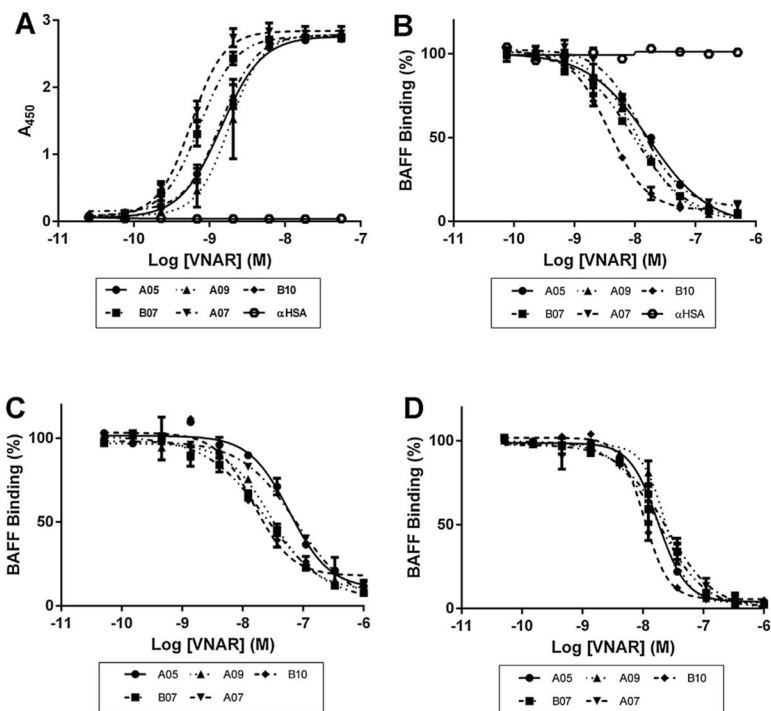 A
A450
3
2
1
0
-11 -10 -9 -8 -7
Log [VNAR] (M)
A05 A09 B10
B07 A07 αHSA
B
BAFF Binding (%)
100
50
0
-11 -10 -9 -8 -7 -6
Log [VNAR] (M)
A05 A09 B10
B07 A07 αHSA
C
BAFF Binding (%)
100
50
0
-11 -10 -9 -8 -7 -6
Log [VNAR] (M)
A05 A09 B10
B07 A07
D
BAFF Binding (%)
100
50
0
-11 -10 -9 -8 -7 -6
Log [VNAR] (M)
A05 A09 B10
B07 A07